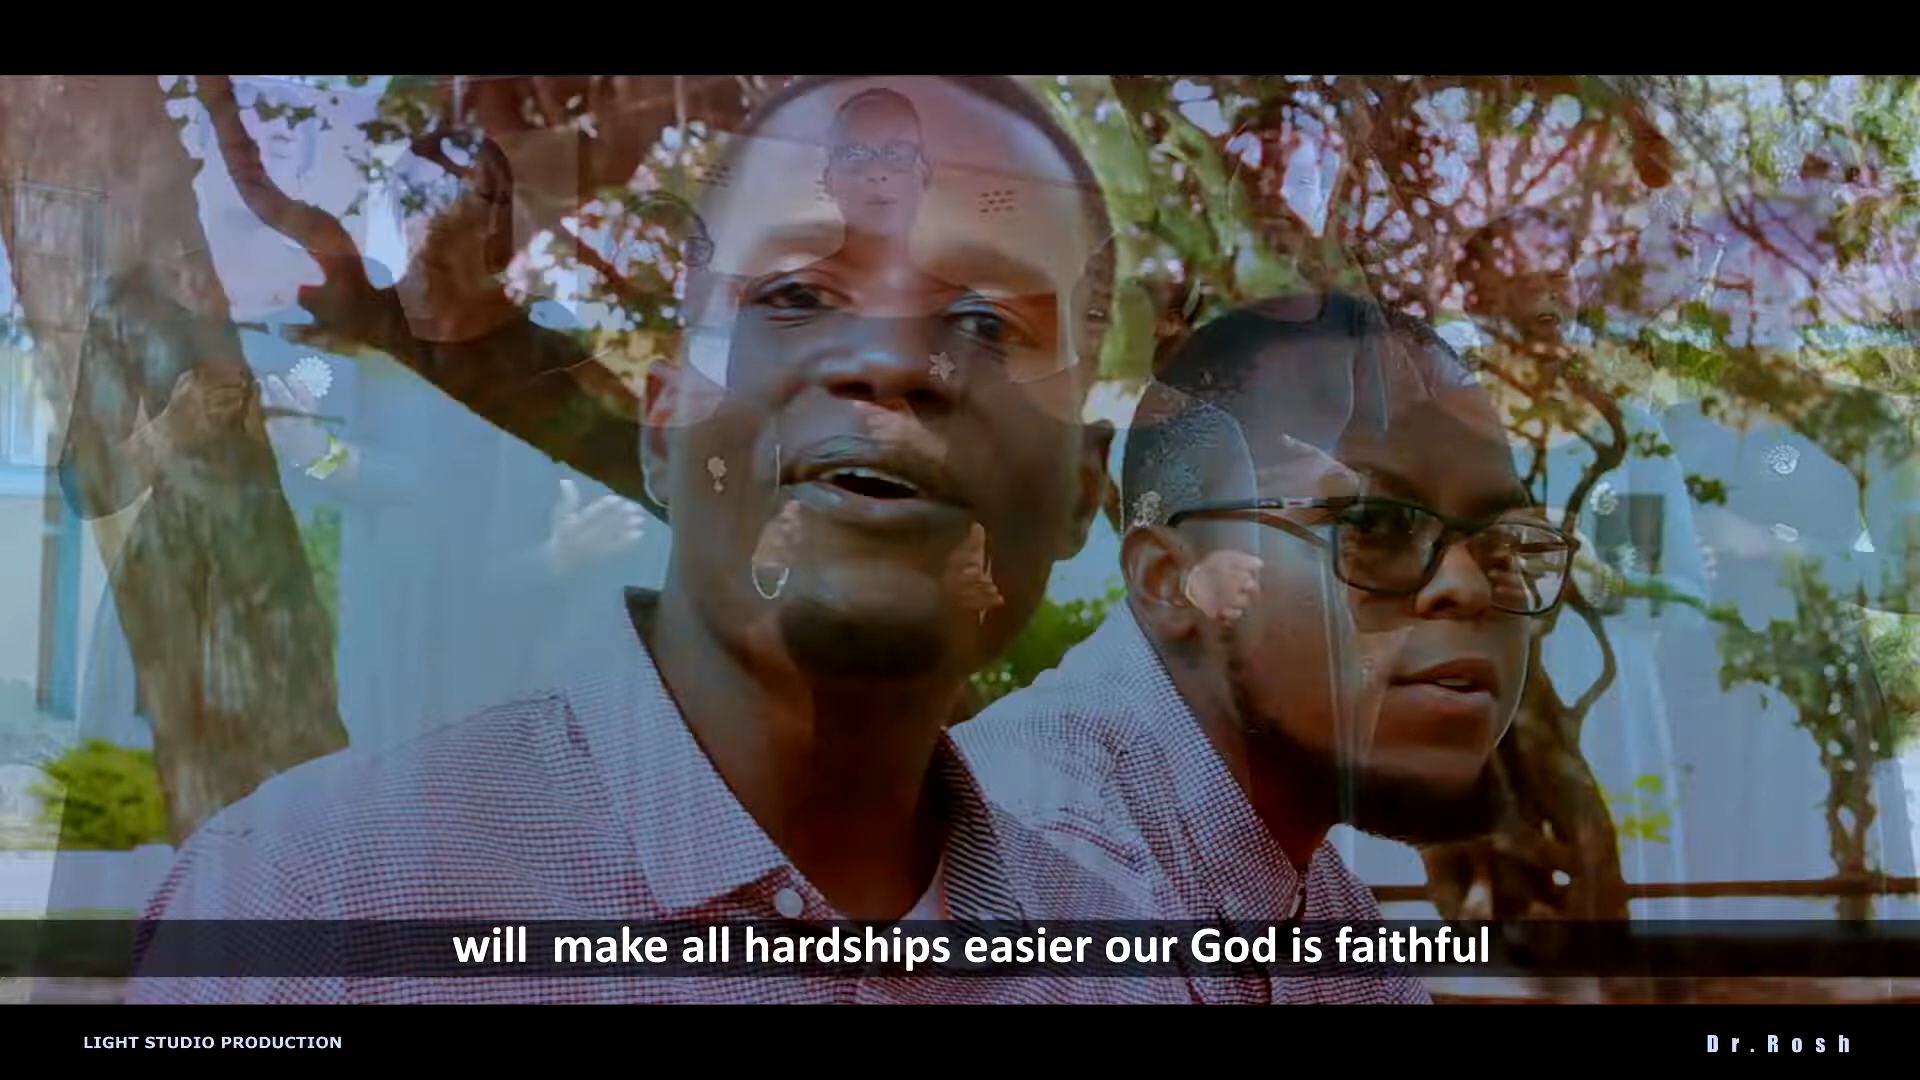 will  make all hardships easier our God is faithful
LIGHT STUDIO PRODUCTION
Dr.Rosh